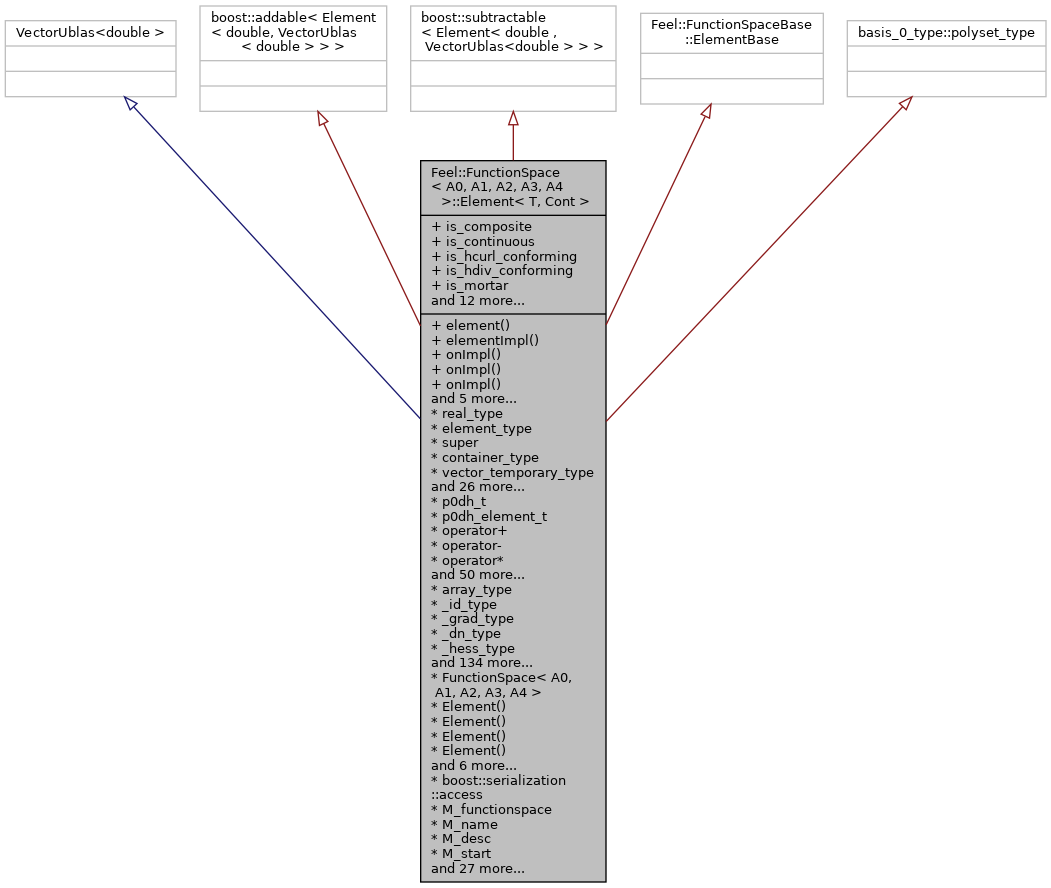 VectorUblas<double >
boost::addable< Element
< double, VectorUblas
< double > > >
boost::subtractable
< Element< double ,
VectorUblas<double > > >
Feel::FunctionSpaceBase
::ElementBase
basis_0_type::polyset_type
Feel::FunctionSpace
< A0, A1, A2, A3, A4
>::Element< T, Cont >
+ is_composite
+ is_continuous
+ is_hcurl_conforming
+ is_hdiv_conforming
+ is_mortar
and 12 more...
+ element()
+ elementImpl()
+ onImpl()
+ onImpl()
+ onImpl()
and 5 more...
* real_type
* element_type
* super
* container_type
* vector_temporary_type
and 26 more...
* p0dh_t
* p0dh_element_t
* operator+
* operator-
* operator*
and 50 more...
* array_type
* _id_type
* _grad_type
* _dn_type
* _hess_type
and 134 more...
* FunctionSpace< A0,
A1, A2, A3, A4 >
* Element()
* Element()
* Element()
* Element()
and 6 more...
* boost::serialization
::access
* M_functionspace
* M_name
* M_desc
* M_start
and 27 more...